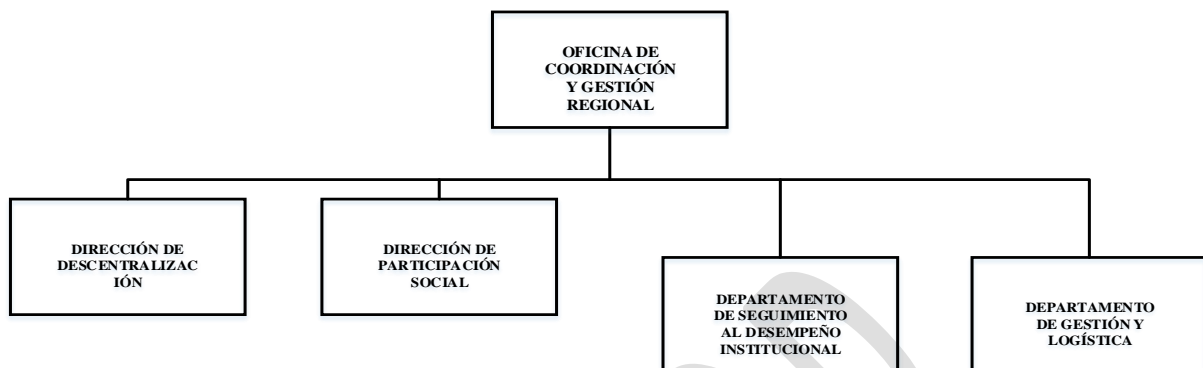 OFICINA DE
COORDINACIÓN
Y GESTIÓN
REGIONAL
DIRECCIÓN DE
DESCENTRALIZAC
IÓN
DIRECCIÓN DE
PARTICIPACIÓN
SOCIAL
DEPARTAMENTO
DE SEGUIMIENTO
AL DESEMPEÑO
INSTITUCIONAL
DEPARTAMENTO
DE GESTIÓN Y
LOGÍSTICA